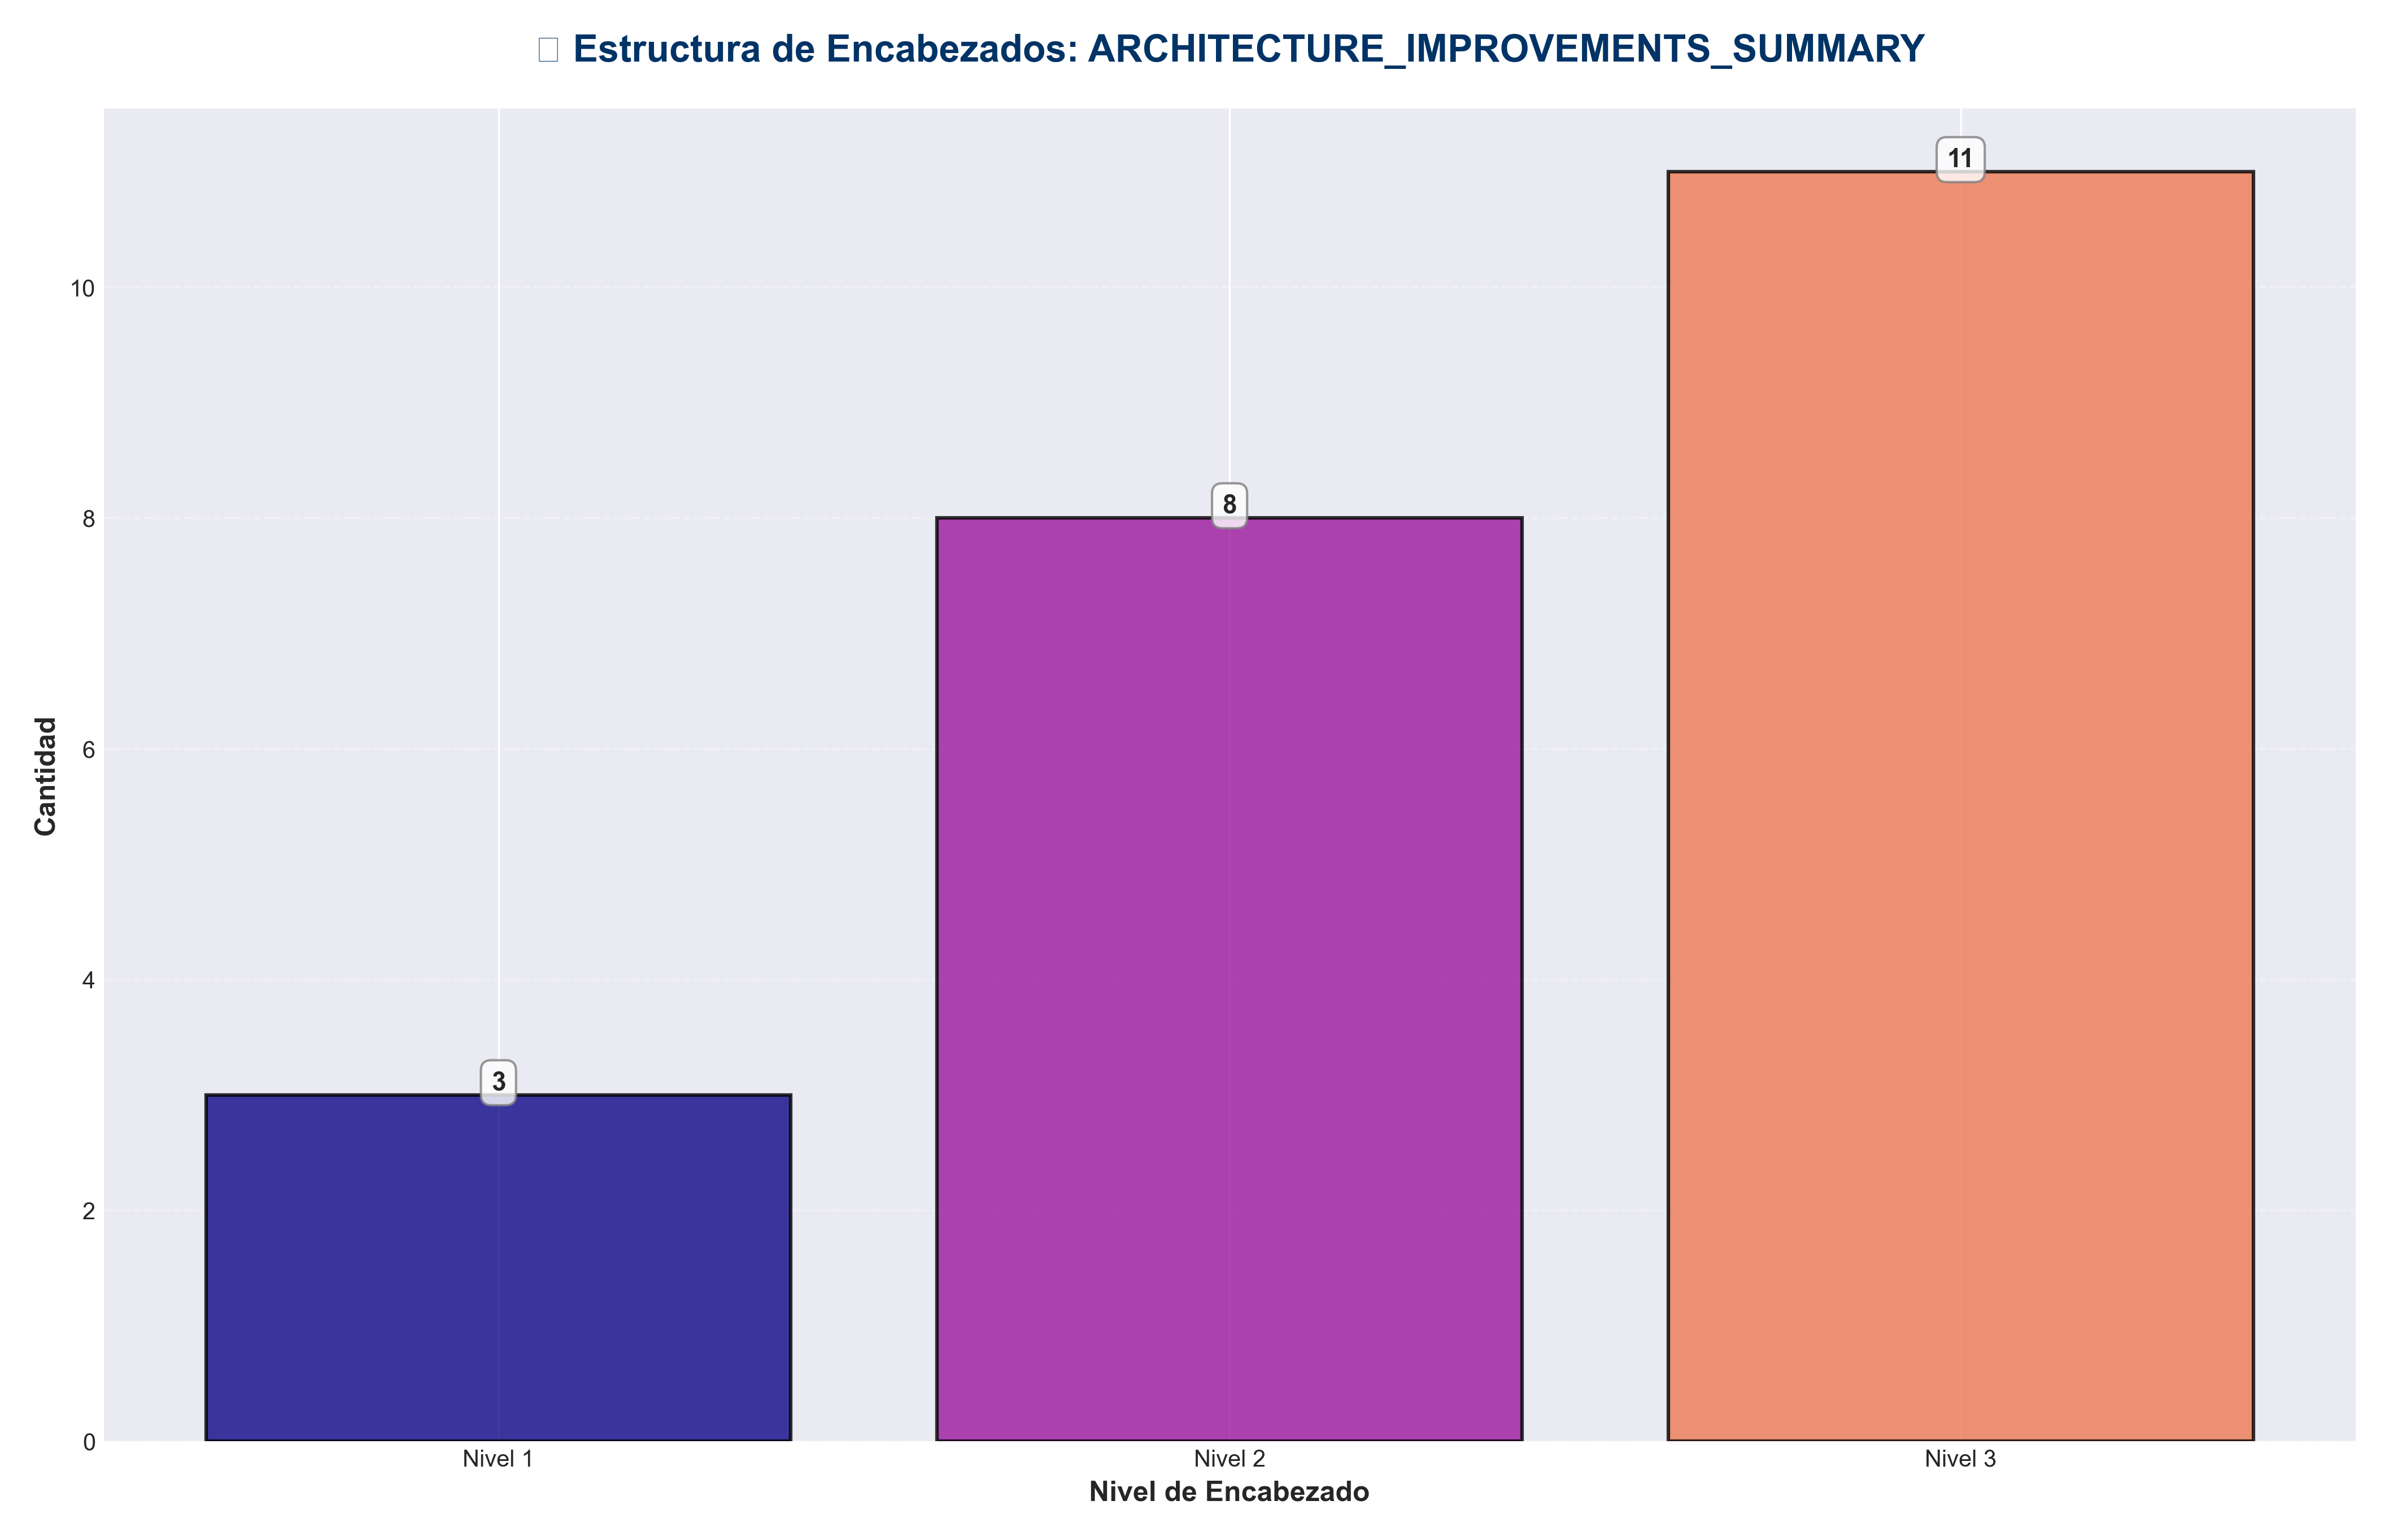 Estructura de Encabezados: ARCHITECTURE_IMPROVEMENTS_SUMMARY
11
10
8
8
6
Cantidad
4
3
2
0
Nivel 1
Nivel 2
Nivel 3
Nivel de Encabezado